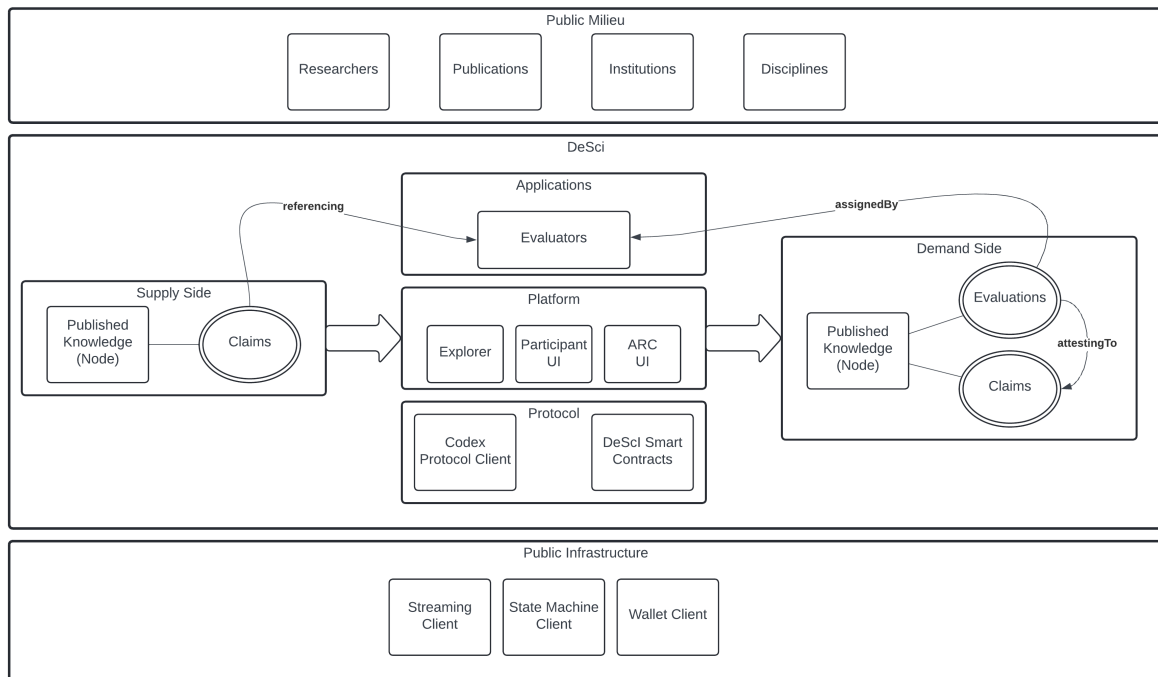 Public Milieu
Researchers
Publications
Institutions
Disciplines
DeSci
Applications
referencing
assignedBy
Evaluators
Demand Side
Supply Side
Platform
Evaluations
Published
Knowledge
(Node)
Claims
Explorer
Participant
UI
ARC
UI
Published
Knowledge
(Node)
attestingTo
Claims
Protocol
Codex
Protocol Client
DeScI Smart
Contracts
Public Infrastructure
Streaming
Client
State Machine
Client
Wallet Client